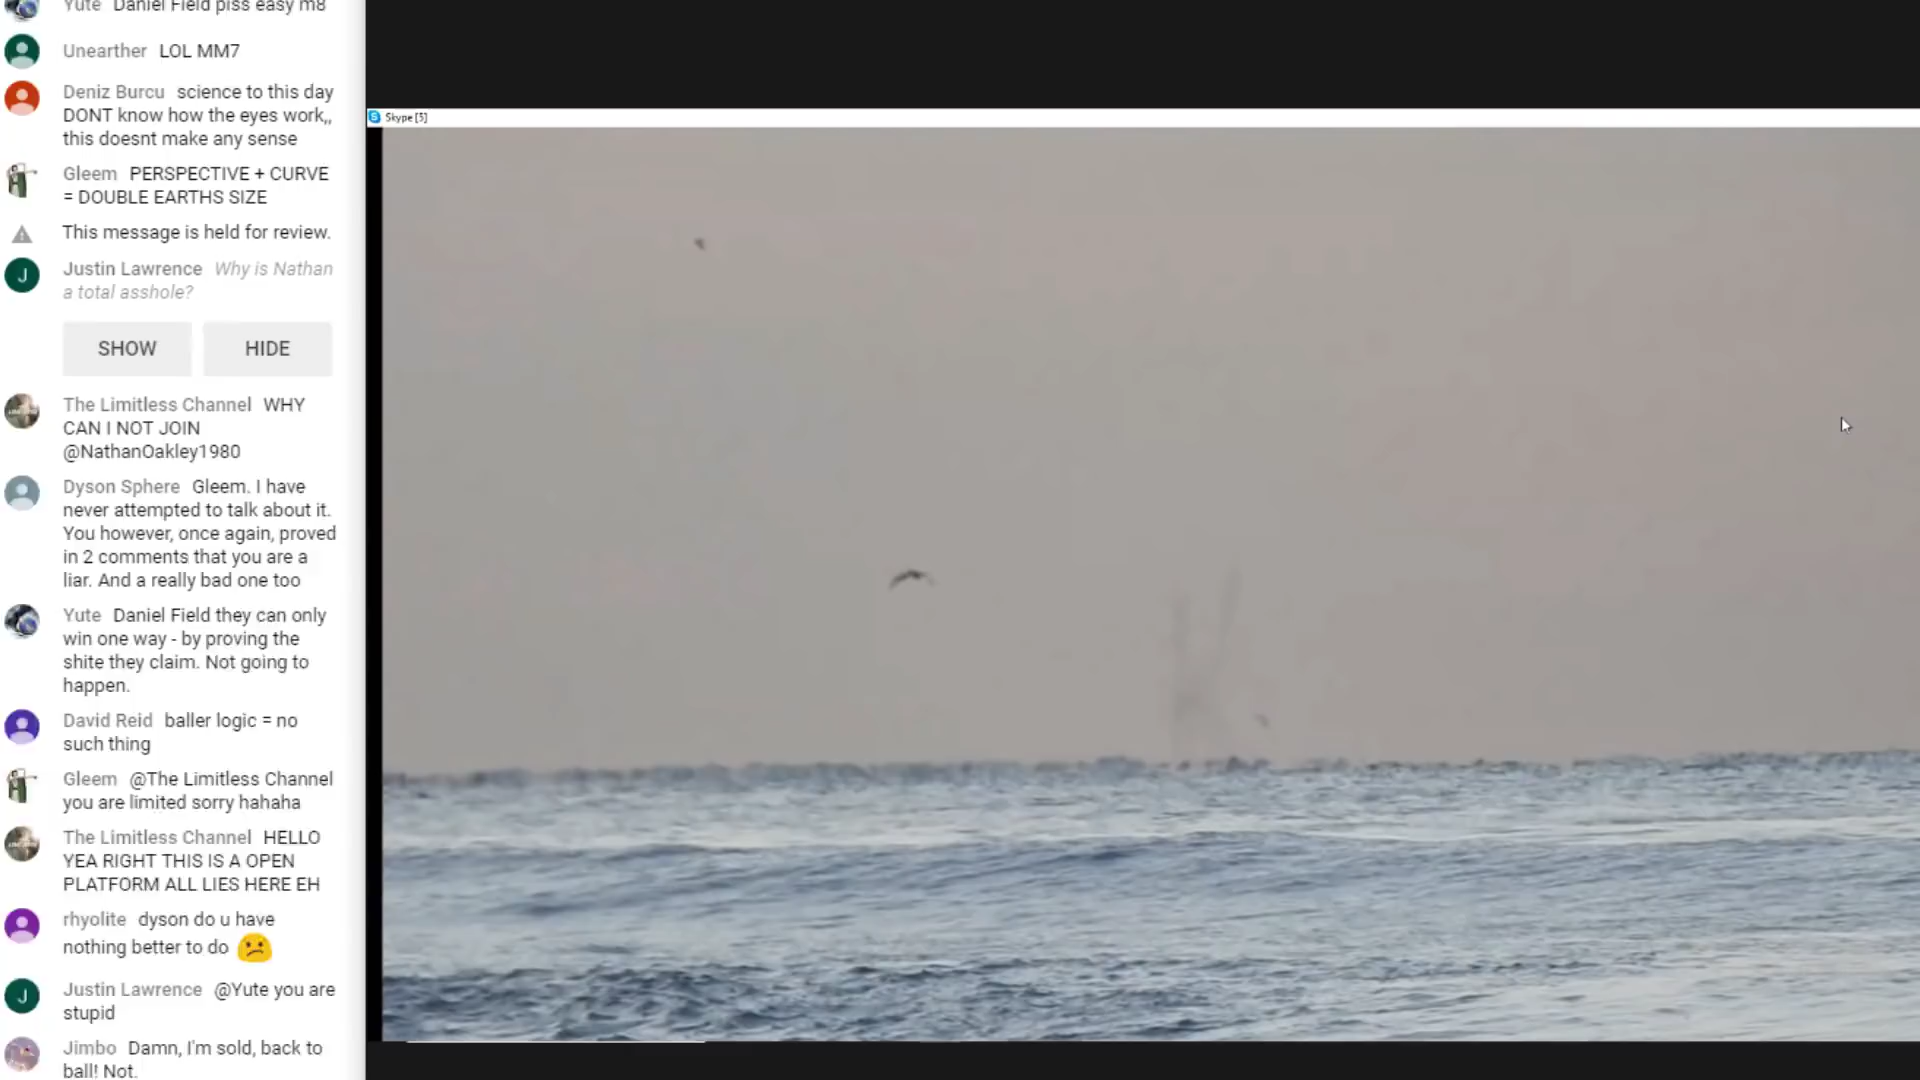 Yute Daniel Field piss easy m8
Unearther LOL MM7
Deniz Burcu science to this day
DONT know how the eyes work,,
this doesnt make any sense
Gleem PERSPECTIVE + CURVE
= DOUBLE EARTHS SIZE
This message is held for review.
Justin Lawrence Why is Nathan
a total asshole?
SHOW HIDE
The Limitless Channel WHY
CAN I NOT JOIN
@NathanOakley1980
Dyson Sphere Gleem. I have
never attempted to talk about it.
You however, once again, proved
in 2 comments that you are a
liar. And a really bad one too
Yute Daniel Field they can only
win one way - by proving the
shite they claim. Not going to
happen.
David Reid baller logic = no
such thing
Gleem @The Limitless Channel
you are limited sorry hahaha
The Limitless Channel HELLO
YEA RIGHT THIS IS A OPEN
PLATFORM ALL LIES HERE EH
rhyolite dyson do u have
nothing better to do
J Justin Lawrence @Yute you are
stupid
Jimbo Damn, I'm sold, back to
ball! Not.
Skype [3]